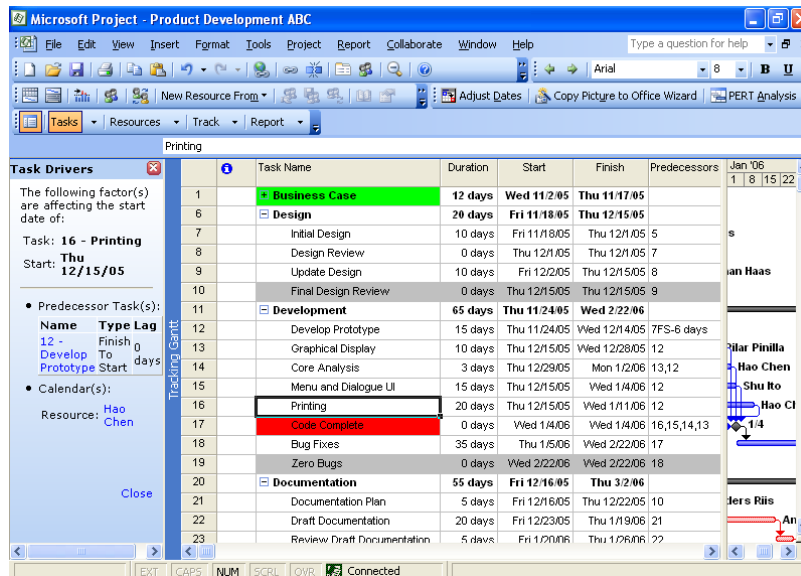 Microsoft Project - Product Development ABC
File Edit View Insert Format Tools Project Report Collaborate Window Help Type a question for help
Arial 8 B U
New Resource From Adjust Dates Copy Picture to Office Wizard PERT Analysis
Tasks Resources Track Report
Printing
Task Drivers
The following factor(s)
are affecting the start
date of:
Task: 16 - Printing
Start: Thu
12/15/05
Predecessor Task(s):
Name Type Lag
12 - Develop Prototype Finish To Start 0 days
Calendar(s):
Resource: Hao Chen
Close
Tracking Gantt
Task Name Duration Start Finish Predecessors Jan '06
1 8 15 22
1 + Business Case 12 days Wed 11/2/05 Thu 11/17/05
6 Design 20 days Fri 11/18/05 Thu 12/15/05
7 Initial Design 10 days Fri 11/18/05 Thu 12/1/05 5 s
8 Design Review 0 days Thu 12/1/05 Thu 12/1/05 7
9 Update Design 10 days Fri 12/2/05 Thu 12/15/05 8 an Haas
10 Final Design Review 0 days Thu 12/15/05 Thu 12/15/05 9
11 Development 65 days Thu 11/24/05 Wed 2/22/06
12 Develop Prototype 15 days Thu 11/24/05 Wed 12/14/05 7FS-6 days
13 Graphical Display 10 days Thu 12/15/05 Wed 12/28/05 12 Pilar Pinilla
14 Core Analysis 3 days Thu 12/29/05 Mon 1/2/06 13,12 Hao Chen
15 Menu and Dialogue UI 15 days Thu 12/15/05 Wed 1/4/06 12 Shu Ito
16 Printing 20 days Thu 12/15/05 Wed 1/11/06 12 Hao Ch
17 Code Complete 0 days Wed 1/4/06 Wed 1/4/06 16,15,14,13 1/4
18 Bug Fixes 35 days Thu 1/5/06 Wed 2/22/06 17
19 Zero Bugs 0 days Wed 2/22/06 Wed 2/22/06 18
20 Documentation 55 days Fri 12/16/05 Thu 3/2/06
21 Documentation Plan 5 days Fri 12/16/05 Thu 12/22/05 10 ders Riis
22 Draft Documentation 20 days Fri 12/23/05 Thu 1/19/06 21 An
23 Review Draft Documentation 5 days Fri 1/20/06 Thu 1/26/06 22
EXT CAPS NUM SCRL OVR Connected